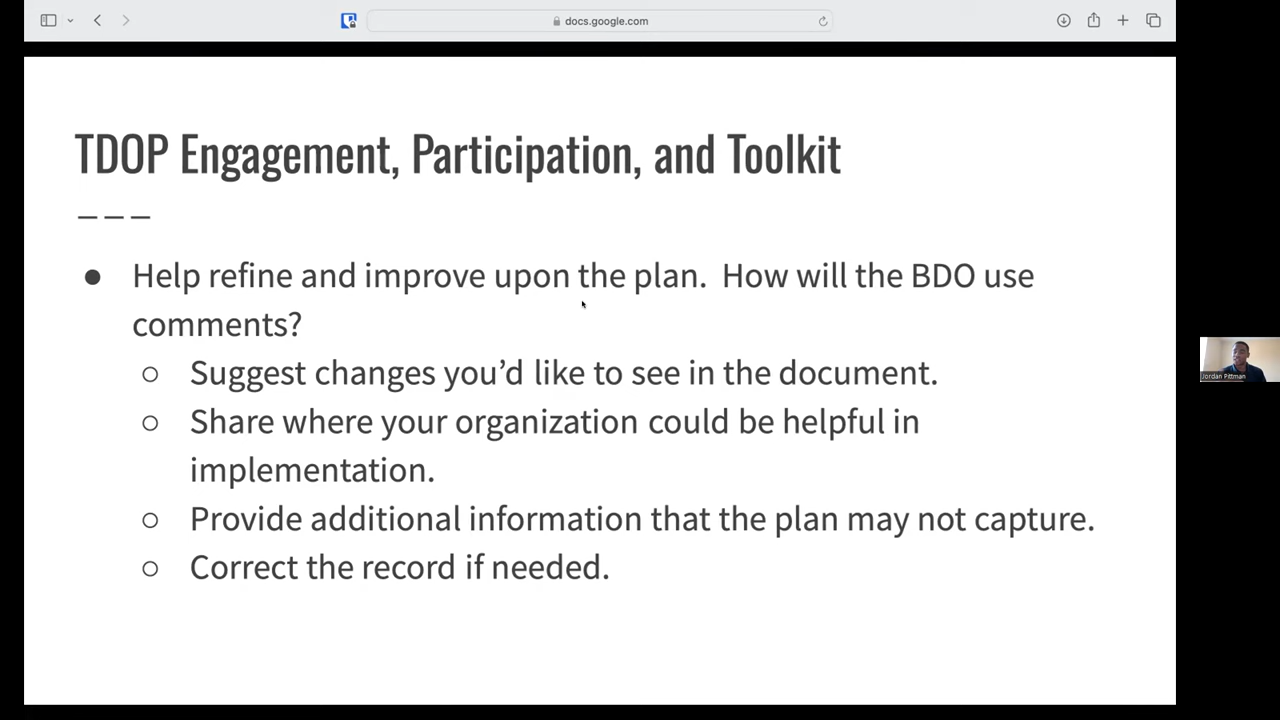 docs.google.com
TDOP Engagement, Participation, and Toolkit
● Help refine and improve upon the plan. How will the BDO use
comments?
○ Suggest changes you’d like to see in the document.
○ Share where your organization could be helpful in
implementation.
○ Provide additional information that the plan may not capture.
○ Correct the record if needed.
Jordan Pittman